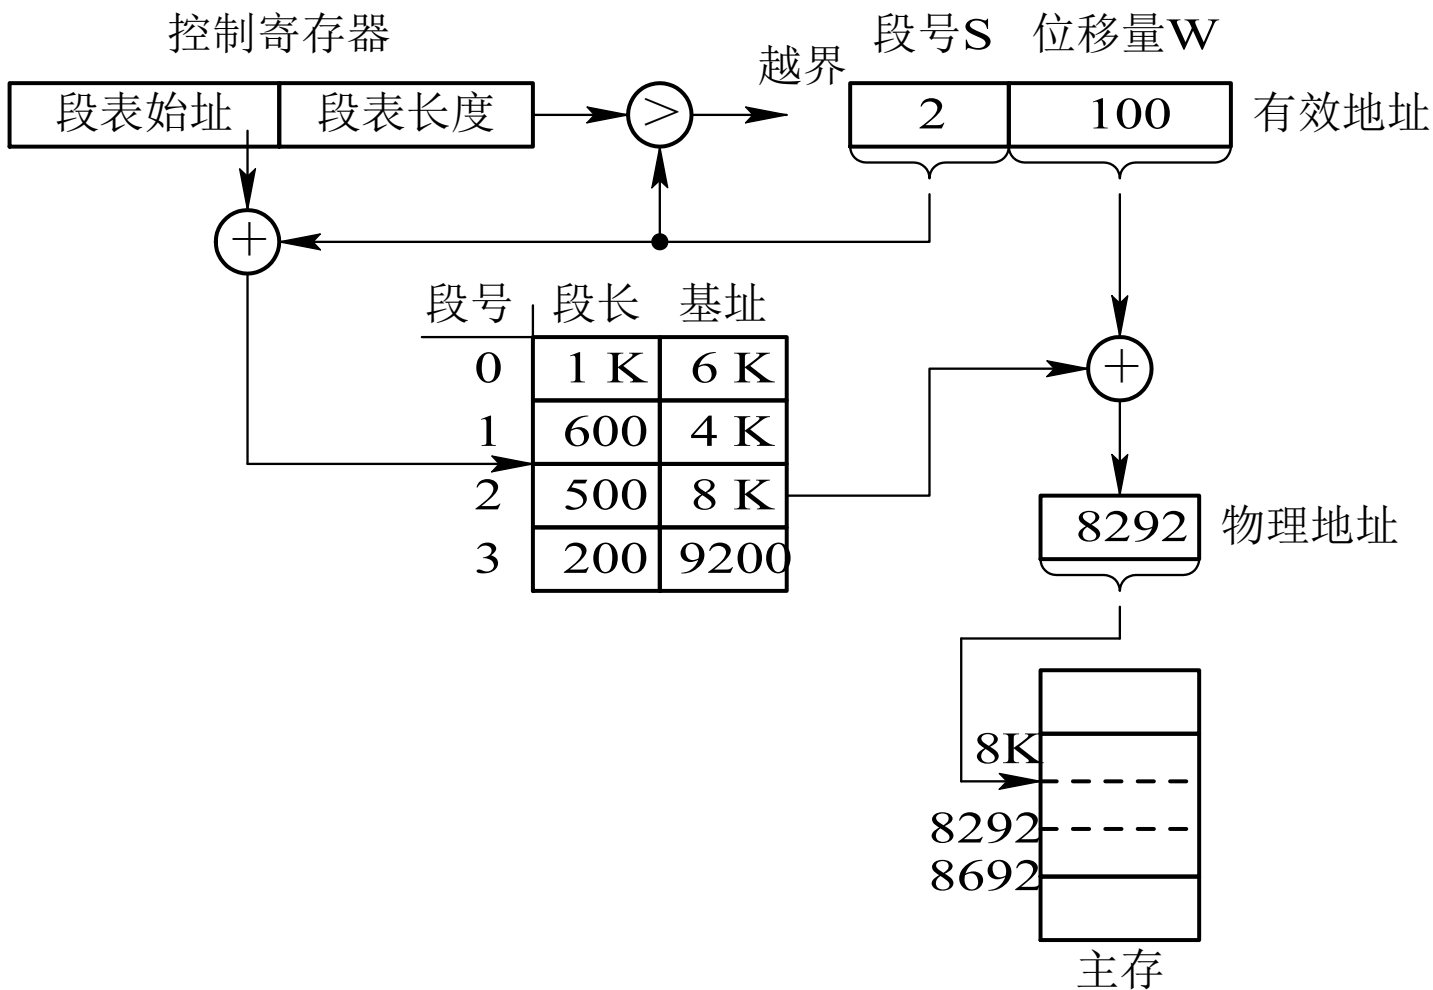 控制寄存器
段表始址 段表长度
>
越界
段号S 位移量W
2 100 有效地址
+
段号 段长 基址
0 1 K 6 K
1 600 4 K
2 500 8 K
3 200 9200
+
8292 物理地址
8K
8292
8692
主存